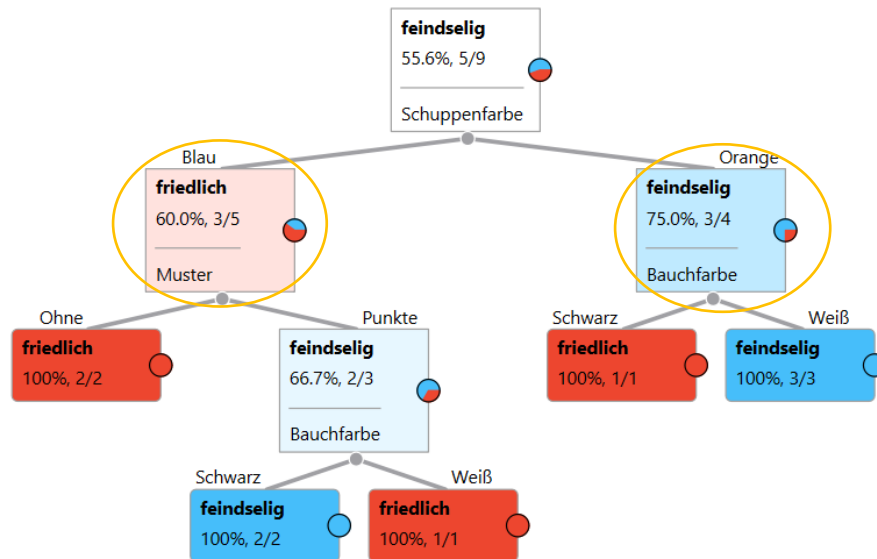 feindselig
55.6%, 5/9
Schuppenfarbe
Blau
Orange
friedlich
60.0%, 3/5
Muster
feindselig
75.0%, 3/4
Bauchfarbe
Ohne
Punkte
Schwarz
Weiß
friedlich
100%, 2/2
feindselig
66.7%, 2/3
Bauchfarbe
friedlich
100%, 1/1
feindselig
100%, 3/3
Schwarz
Weiß
feindselig
100%, 2/2
friedlich
100%, 1/1